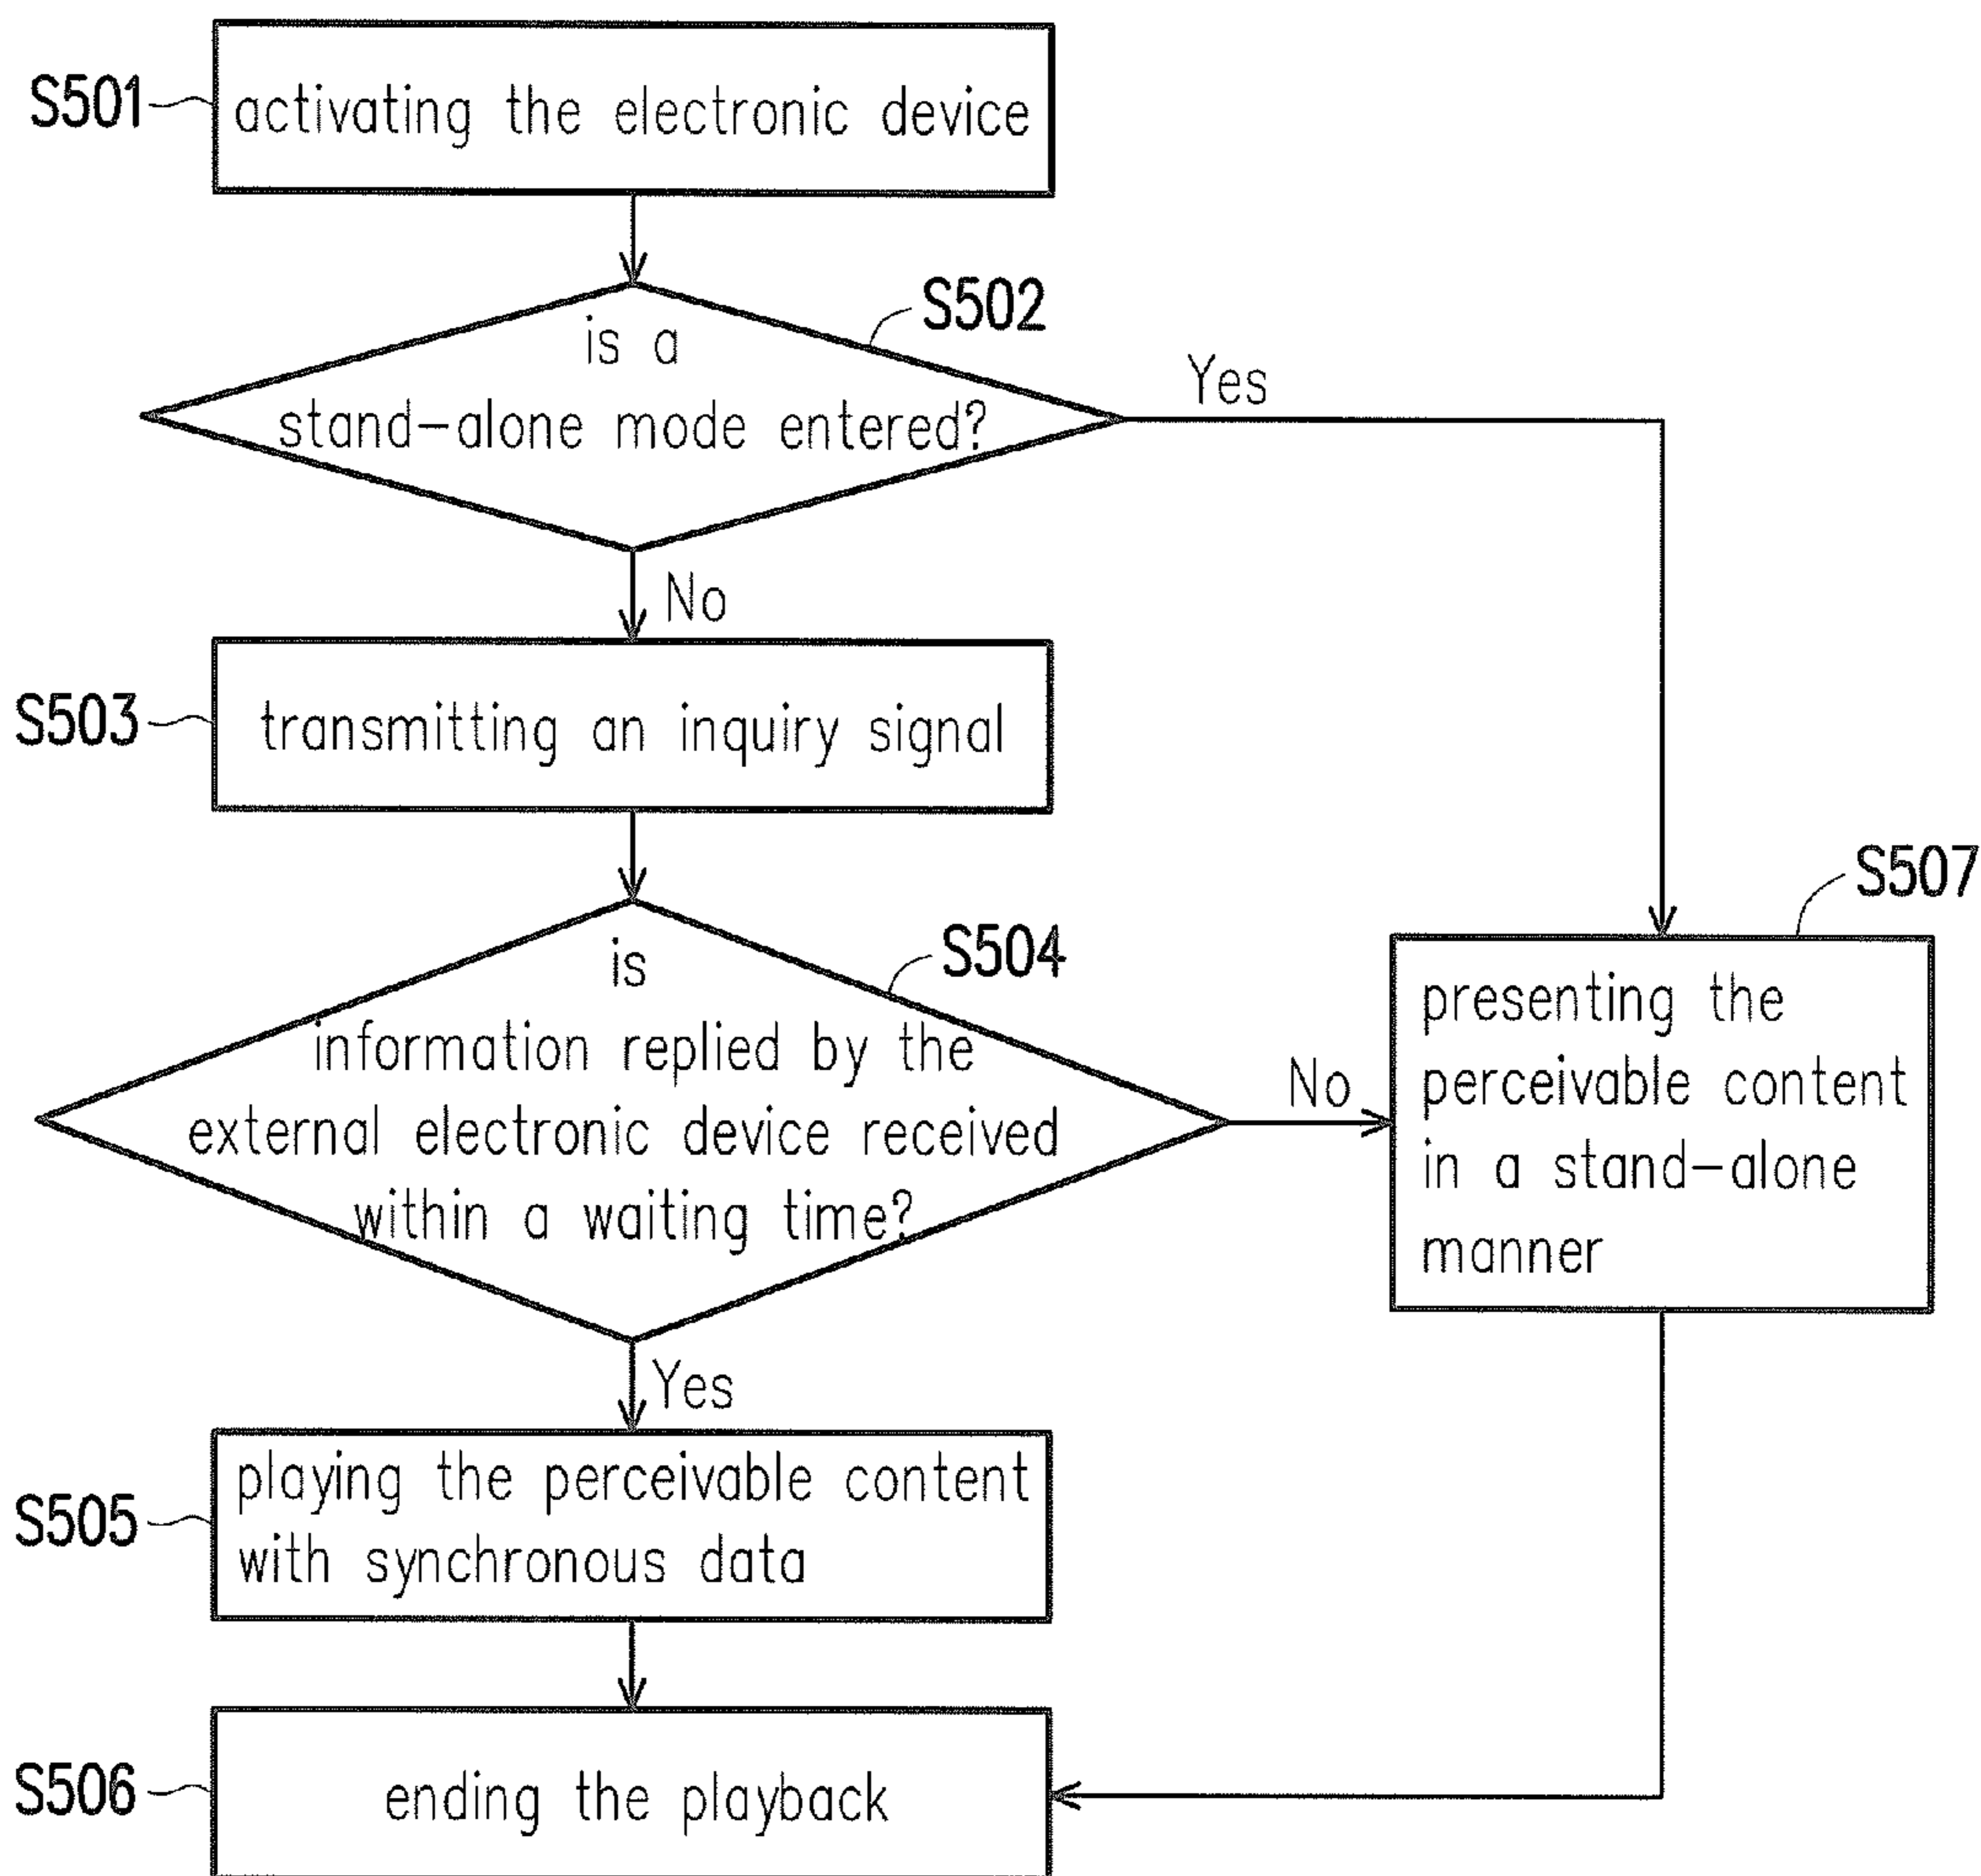 S501
activating the electronic device
S502
is a
stand-alone mode entered?
Yes
No
S503
transmitting an inquiry signal
S504
is
information replied by the
external electronic device received
within a waiting time?
No
S507
presenting the
perceivable content
in a stand-alone
manner
Yes
S505
playing the perceivable content
with synchronous data
S506
ending the playback